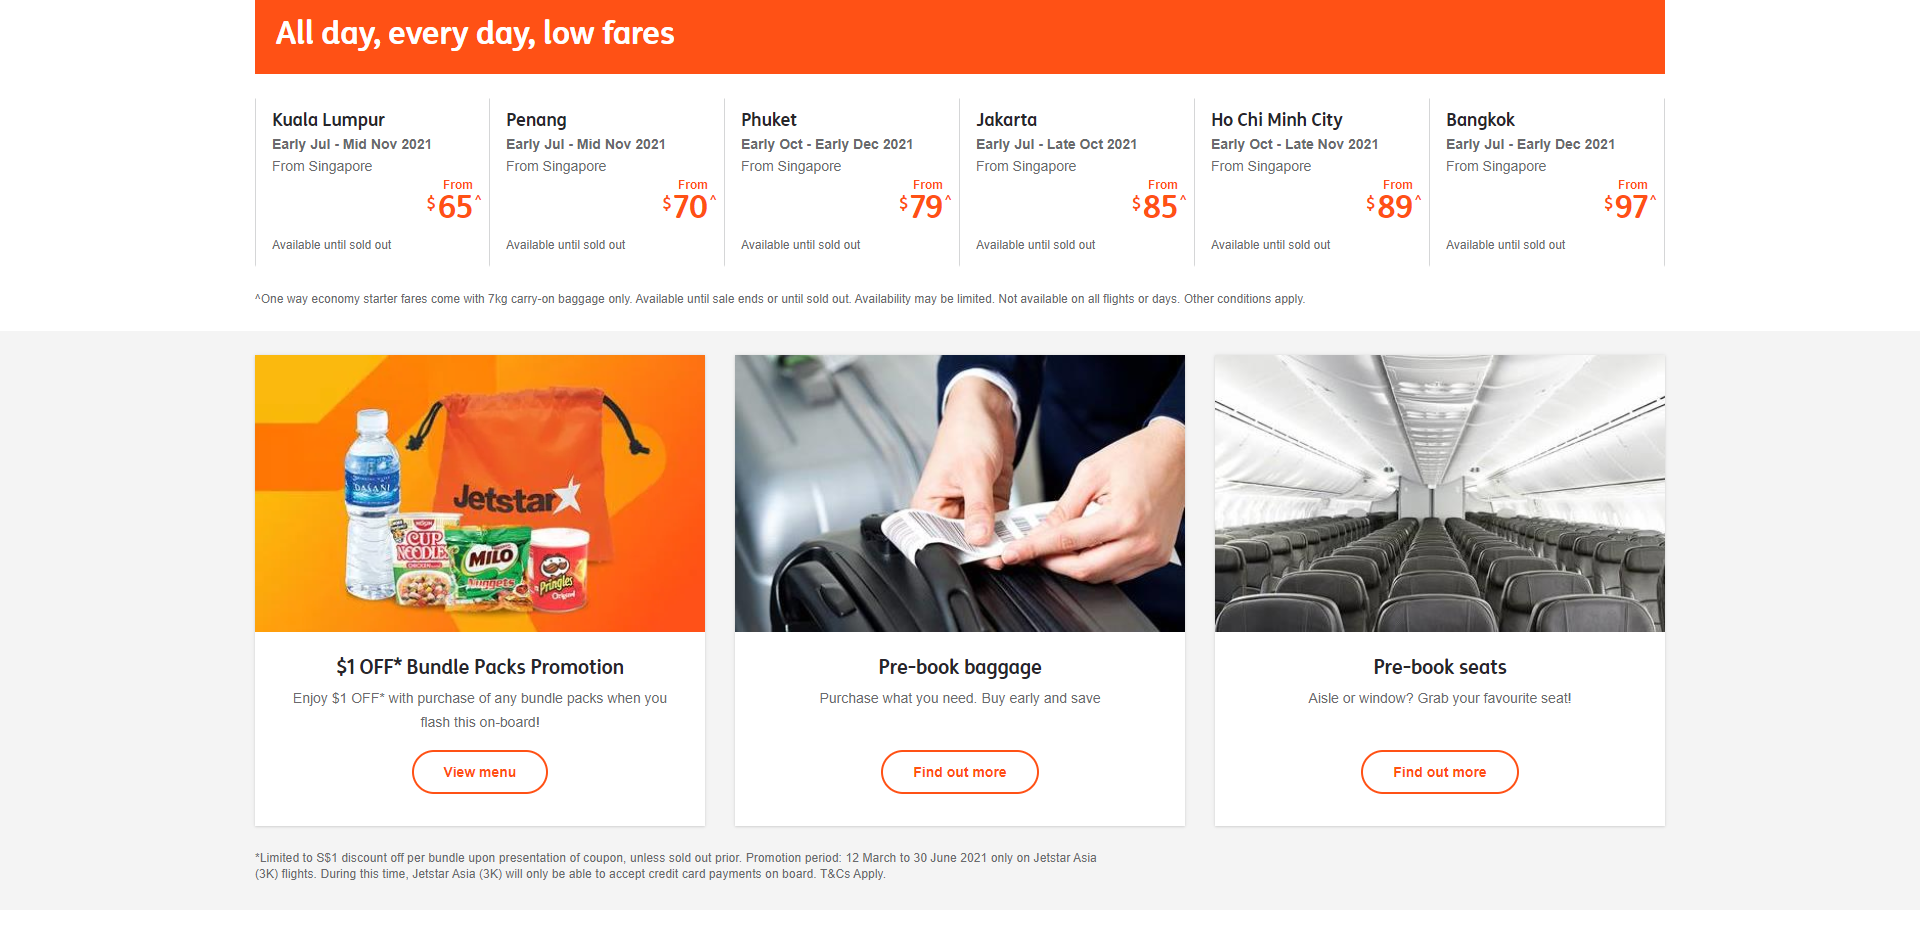 All day, every day, low fares
Kuala Lumpur
Early Jul - Mid Nov 2021
From Singapore
From
$65^
Available until sold out
Penang
Early Jul - Mid Nov 2021
From Singapore
From
$70^
Available until sold out
Phuket
Early Oct - Early Dec 2021
From Singapore
From
$79^
Available until sold out
Jakarta
Early Jul - Late Oct 2021
From Singapore
From
$85^
Available until sold out
Ho Chi Minh City
Early Oct - Late Nov 2021
From Singapore
From
$89^
Available until sold out
Bangkok
Early Jul - Early Dec 2021
From Singapore
From
$97^
Available until sold out
^One way economy starter fares come with 7kg carry-on baggage only. Available until sale ends or until sold out. Availability may be limited. Not available on all flights or days. Other conditions apply.
Jetstar
DASANI
NISSIN
CUP
NOODLES
CHICKEN
MILO
Nuggets
Pringles
Original
$1 OFF* Bundle Packs Promotion
Enjoy $1 OFF* with purchase of any bundle packs when you
flash this on-board!
View menu
Pre-book baggage
Purchase what you need. Buy early and save
Find out more
Pre-book seats
Aisle or window? Grab your favourite seat!
Find out more
*Limited to S$1 discount off per bundle upon presentation of coupon, unless sold out prior. Promotion period: 12 March to 30 June 2021 only on Jetstar Asia
(3K) flights. During this time, Jetstar Asia (3K) will only be able to accept credit card payments on board. T&Cs Apply.